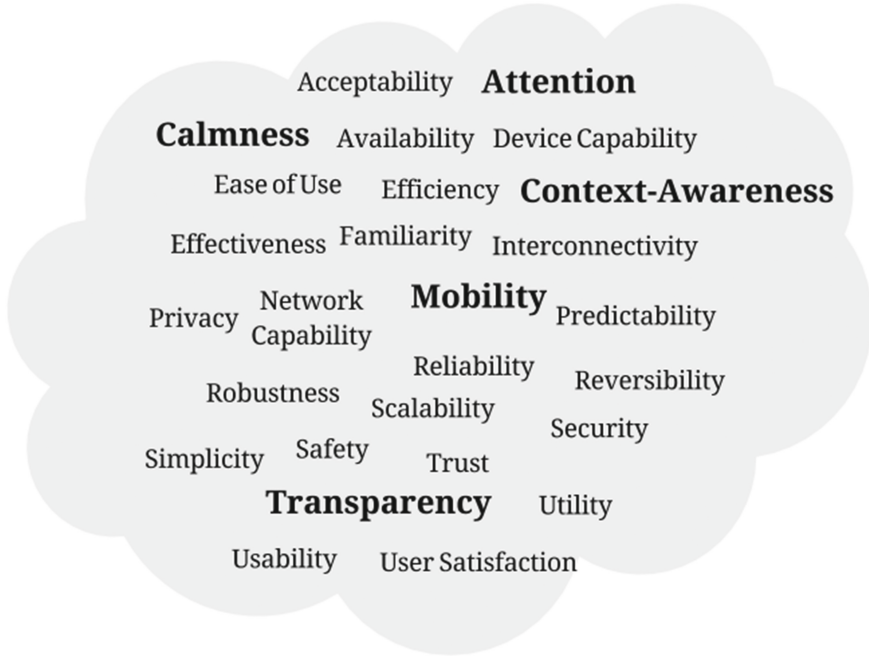 Acceptability Attention
Calmness Availability Device Capability
Ease of Use Efficiency Context-Awareness
Effectiveness Familiarity Interconnectivity
Privacy Network Capability Mobility Predictability
Reliability
Robustness Scalability Reversibility
Security
Simplicity Safety Trust
Transparency Utility
Usability User Satisfaction